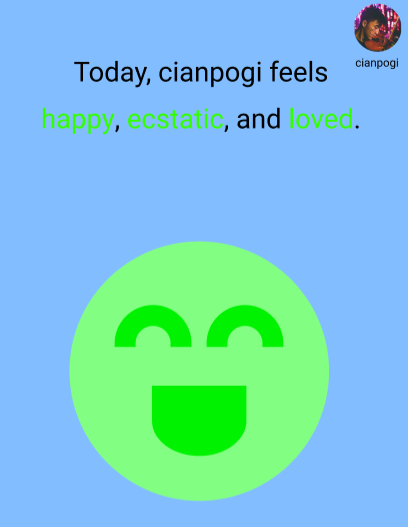 cianpogi
Today, cianpogi feels
happy, ecstatic, and loved.